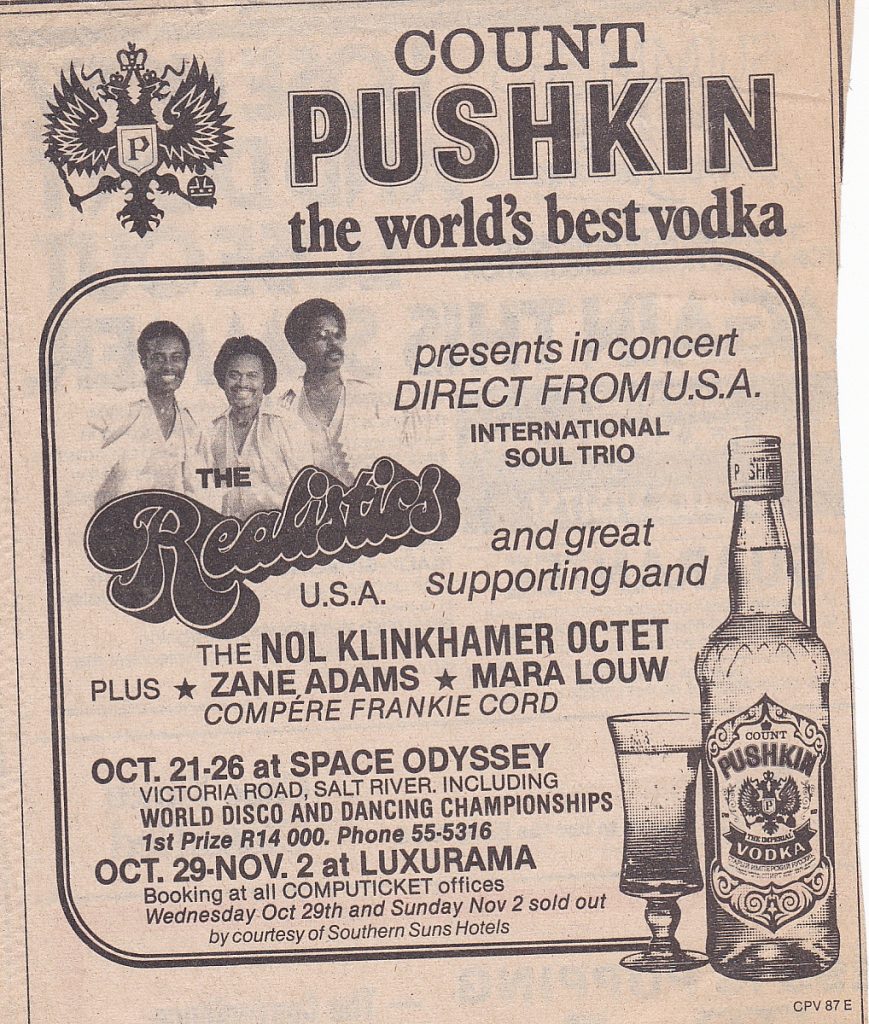 COUNT
PUSHKIN
the world's best vodka
P
presents in concert
DIRECT FROM U.S.A.
INTERNATIONAL
SOUL TRIO
THE
Realistics
U.S.A.
and great
supporting band
THE NOL KLINKHAMER OCTET
PLUS ★ ZANE ADAMS ★ MARA LOUW
COMPÉRE FRANKIE CORD
OCT. 21-26 at SPACE ODYSSEY
VICTORIA ROAD, SALT RIVER. INCLUDING
WORLD DISCO AND DANCING CHAMPIONSHIPS
1st Prize R14 000. Phone 55-5316
OCT. 29-NOV. 2 at LUXURAMA
Booking at all COMPUTICKET offices
Wednesday Oct 29th and Sunday Nov 2 sold out
by courtesy of Southern Suns Hotels
COUNT
PUSHKIN
P
THE IMPERIAL
VODKA
CPV 87 E